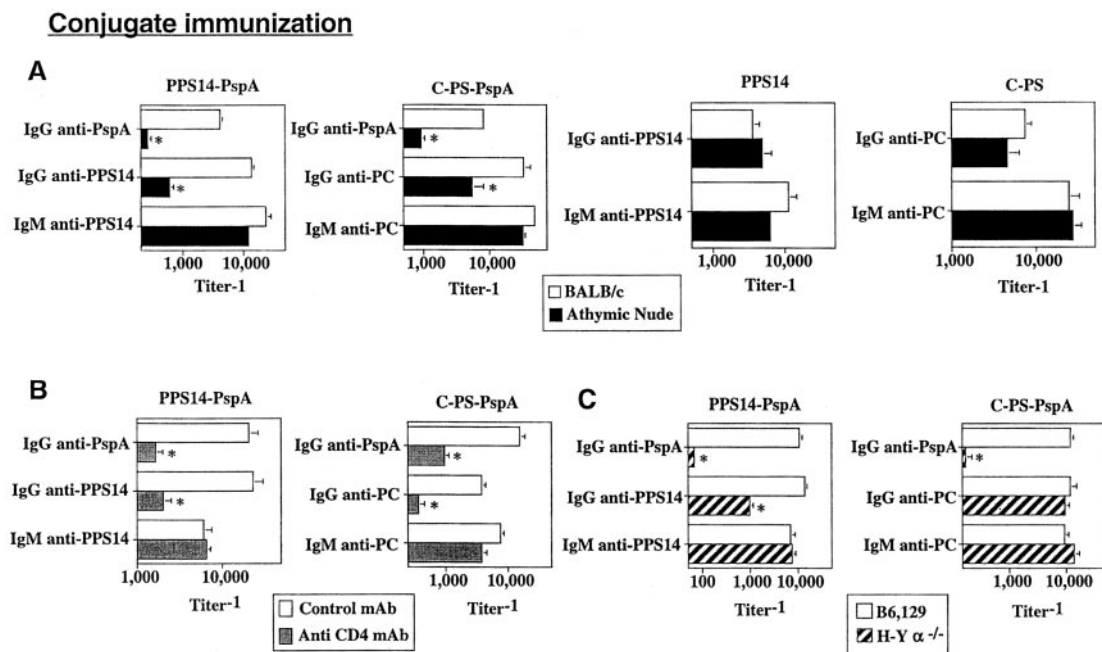 Conjugate immunization
A
PPS14-PspA
IgG anti-PspA
*
IgG anti-PPS14
*
IgM anti-PPS14
1,000 10,000
Titer-1
C-PS-PspA
IgG anti-PspA
*
IgG anti-PC
*
IgM anti-PC
1,000 10,000
Titer-1
PPS14
IgG anti-PPS14
IgM anti-PPS14
1,000 10,000
Titer-1
C-PS
IgG anti-PC
IgM anti-PC
1,000 10,000
Titer-1
BALB/c
Athymic Nude
B
PPS14-PspA
IgG anti-PspA
*
IgG anti-PPS14
*
IgM anti-PPS14
1,000 10,000
Titer-1
C-PS-PspA
IgG anti-PspA
*
IgG anti-PC
*
IgM anti-PC
1,000 10,000
Titer-1
Control mAb
Anti CD4 mAb
C
PPS14-PspA
IgG anti-PspA
*
IgG anti-PPS14
*
IgM anti-PPS14
100 1,000 10,000
Titer-1
C-PS-PspA
IgG anti-PspA
*
IgG anti-PC
IgM anti-PC
1,000 10,000
Titer-1
B6,129
H-Y α -/-